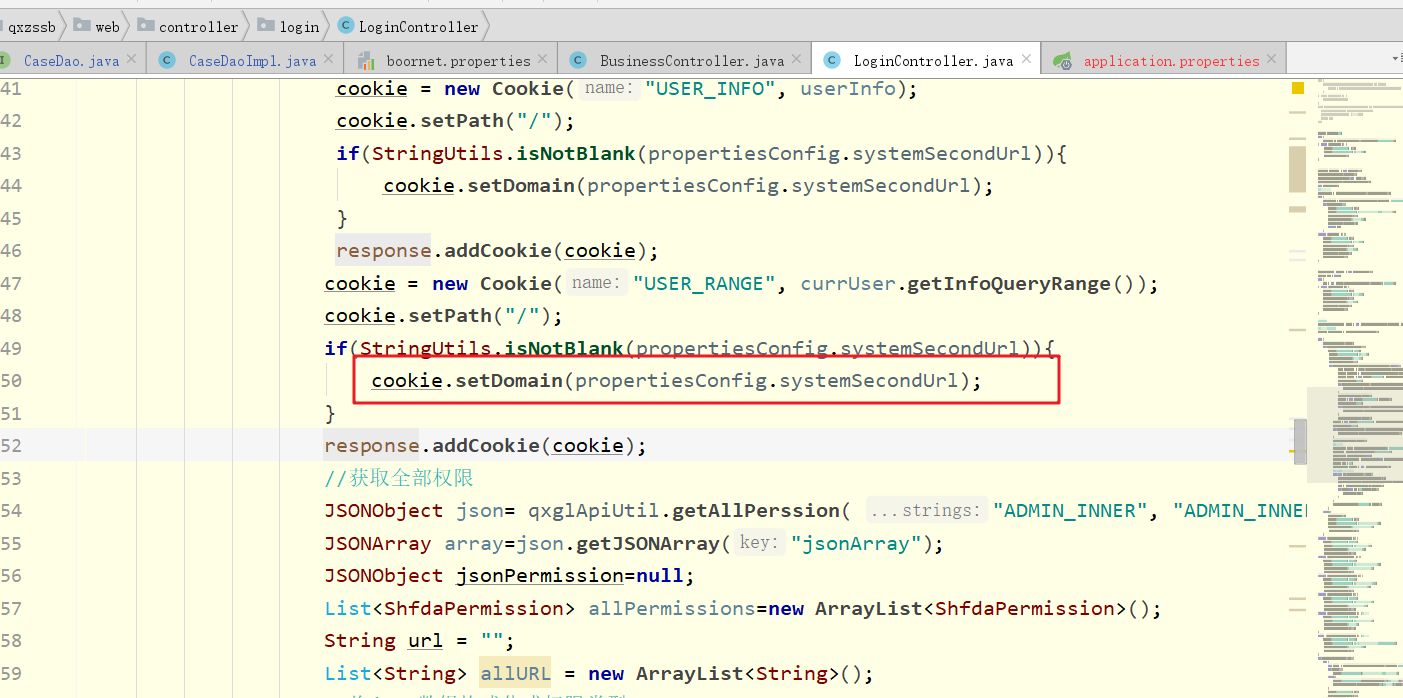 qxzssb web controller login LoginController
CaseDao.java CaseDaoImpl.java boornet.properties BusinessController.java LoginController.java application.properties
41 cookie = new Cookie( name: "USER_INFO", userInfo);
42 cookie.setPath("/");
43 if(StringUtils.isNotBlank(propertiesConfig.systemSecondUrl)){
44 cookie.setDomain(propertiesConfig.systemSecondUrl);
45 }
46 response.addCookie(cookie);
47 cookie = new Cookie( name: "USER_RANGE", currUser.getInfoQueryRange());
48 cookie.setPath("/");
49 if(StringUtils.isNotBlank(propertiesConfig.systemSecondUrl)){
50 cookie.setDomain(propertiesConfig.systemSecondUrl);
51 }
52 response.addCookie(cookie);
53 //获取全部权限
54 JSONObject json= qxglApiUtil.getAllPerssion( ...strings: "ADMIN_INNER", "ADMIN_INNE
55 JSONArray array=json.getJSONArray( key: "jsonArray");
56 JSONObject jsonPermission=null;
57 List<ShfdaPermission> allPermissions=new ArrayList<ShfdaPermission>();
58 String url = "";
59 List<String> allURL = new ArrayList<String>();